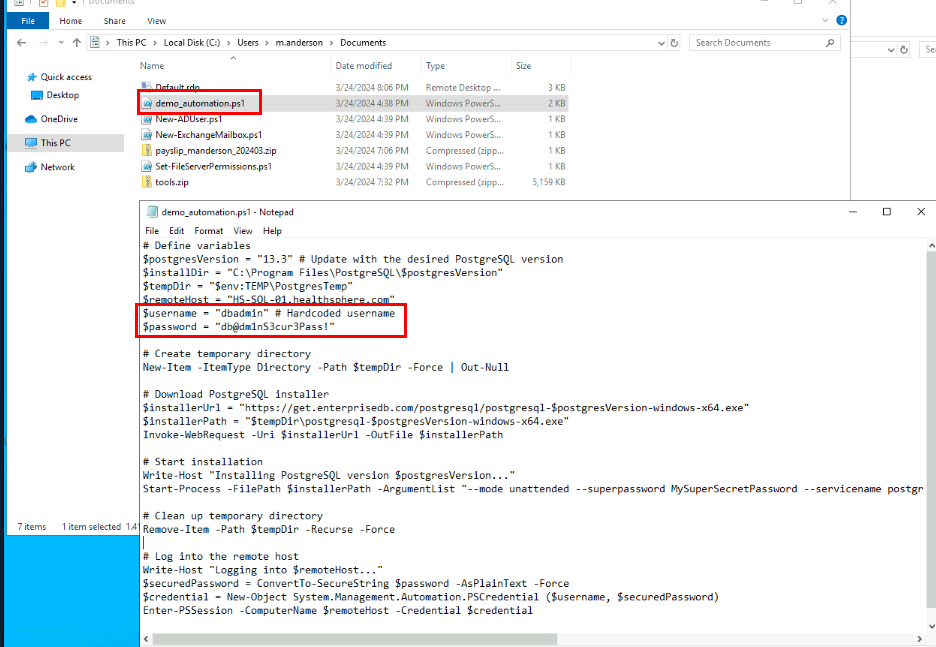 Documents
File Home Share View
This PC > Local Disk (C:) > Users > m.anderson > Documents
Search Documents
Se
Name Date modified Type Size
Quick access
Desktop
OneDrive
This PC
Network
Default.rdp 3/24/2024 8:06 PM Remote Desktop ... 3 KB
demo_automation.ps1 3/24/2024 4:38 PM Windows PowerS... 2 KB
New-ADUser.ps1 3/24/2024 4:39 PM Windows PowerS... 1 KB
New-ExchangeMailbox.ps1 3/24/2024 4:39 PM Windows PowerS... 1 KB
payslip_manderson_202403.zip 3/24/2024 7:06 PM Compressed (zipp... 1 KB
Set-FileServerPermissions.ps1 3/24/2024 4:39 PM Windows PowerS... 1 KB
tools.zip 3/24/2024 7:32 PM Compressed (zipp... 5,159 KB
7 items 1 item selected 1.41
demo_automation.ps1 - Notepad
File Edit Format View Help
# Define variables
$postgresVersion = "13.3" # Update with the desired PostgreSQL version
$installDir = "C:\Program Files\PostgreSQL\$postgresVersion"
$tempDir = "$env:TEMP\PostgresTemp"
$remoteHost = "HS-SQL-01.healthsphere.com"
$username = "dbadmin" # Hardcoded username
$password = "db@dm1nS3cur3Pass!"
# Create temporary directory
New-Item -ItemType Directory -Path $tempDir -Force | Out-Null
# Download PostgreSQL installer
$installerUrl = "https://get.enterprisedb.com/postgresql/postgresql-$postgresVersion-windows-x64.exe"
$installerPath = "$tempDir\postgresql-$postgresVersion-windows-x64.exe"
Invoke-WebRequest -Uri $installerUrl -OutFile $installerPath
# Start installation
Write-Host "Installing PostgreSQL version $postgresVersion..."
Start-Process -FilePath $installerPath -ArgumentList "--mode unattended --superpassword MySuperSecretPassword --servicename postgr
# Clean up temporary directory
Remove-Item -Path $tempDir -Recurse -Force
# Log into the remote host
Write-Host "Logging into $remoteHost..."
$securedPassword = ConvertTo-SecureString $password -AsPlainText -Force
$credential = New-Object System.Management.Automation.PSCredential ($username, $securedPassword)
Enter-PSSession -ComputerName $remoteHost -Credential $credential